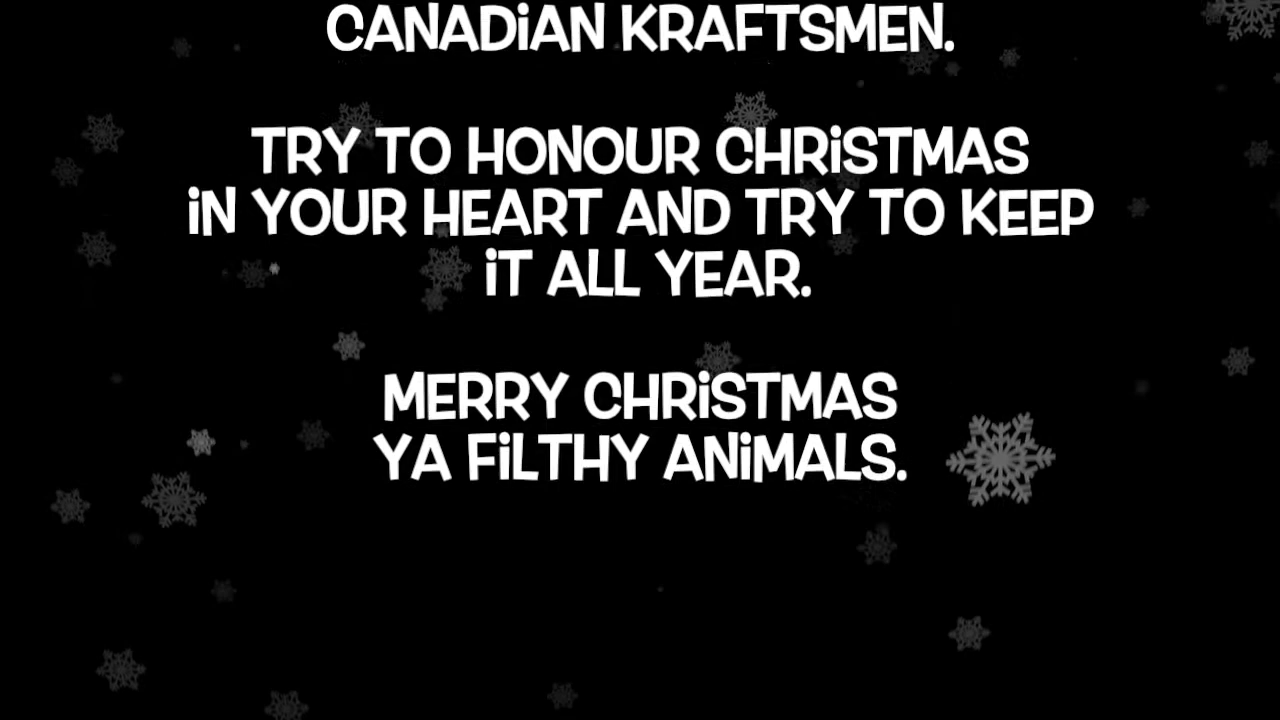 CANADiAN KRAFTSMEN.
TRY TO HONOUR CHRiSTMAS
iN YOUR HEART AND TRY TO KEEP
iT ALL YEAR.
MERRY CHRiSTMAS
YA FiLTHY ANiMALS.